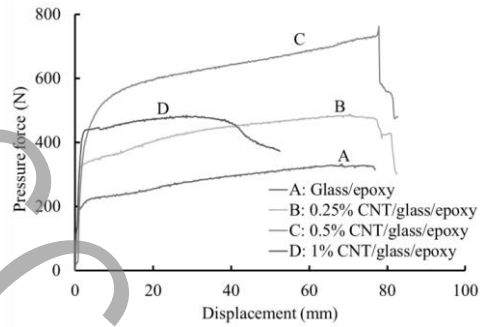 800
600
400
200
0
Pressure force (N)
C
D
B
A
A: Glass/epoxy
B: 0.25% CNT/glass/epoxy
C: 0.5% CNT/glass/epoxy
D: 1% CNT/glass/epoxy
0 20 40 60 80 100
Displacement (mm)